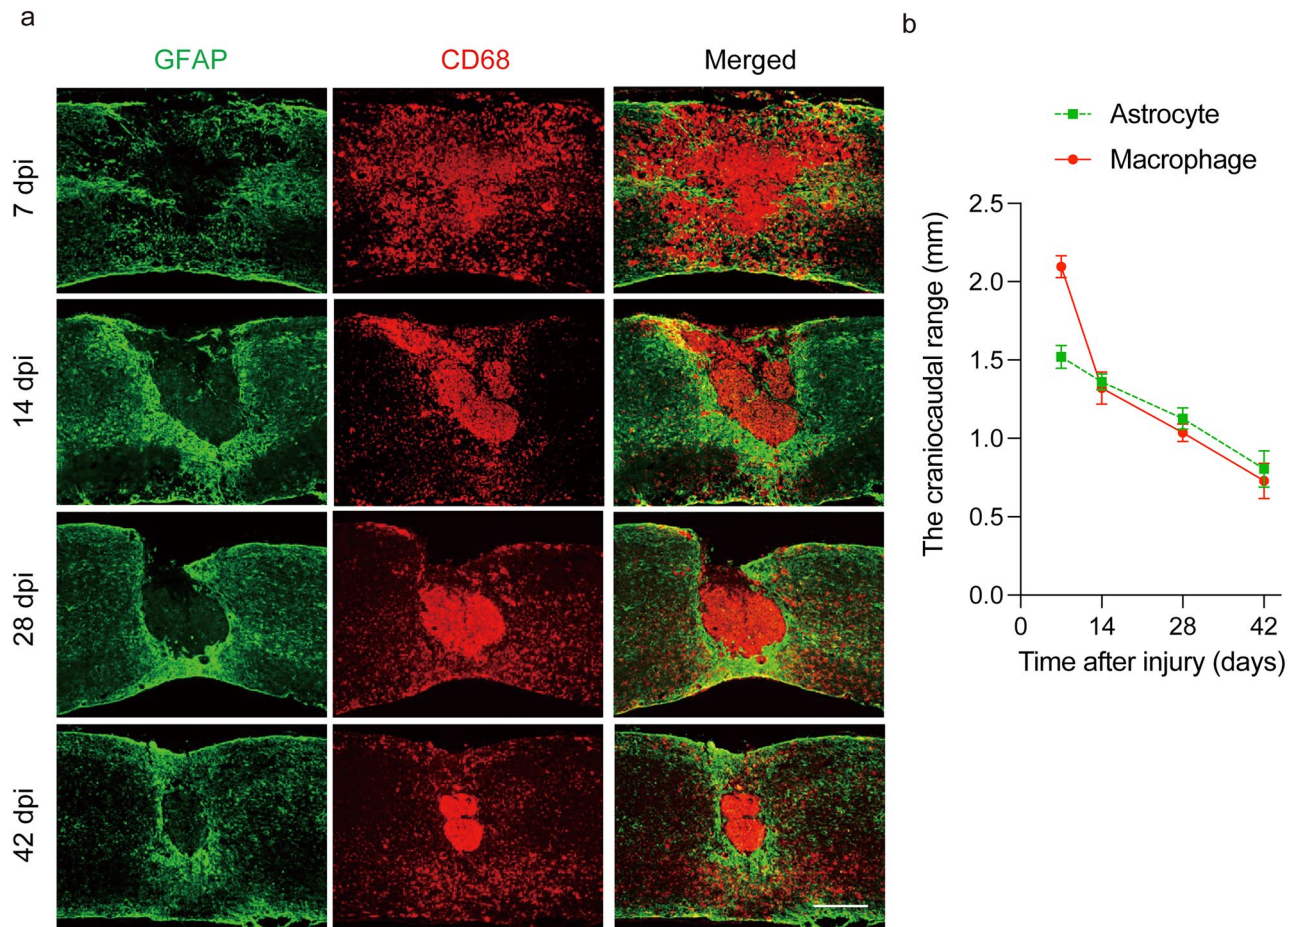 a
GFAP
CD68
Merged
7 dpi
14 dpi
28 dpi
42 dpi
b
Astrocyte
Macrophage
The craniocaudal range (mm)
2.5
2.0
1.5
1.0
0.5
0.0
0 14 28 42
Time after injury (days)